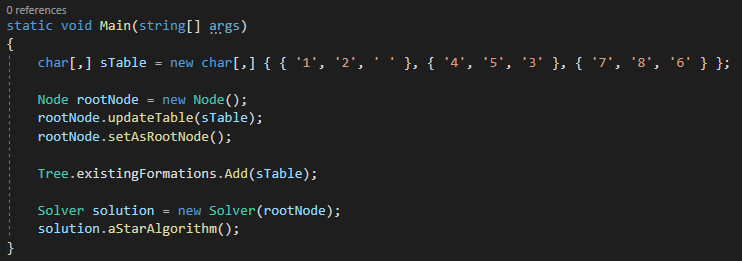 0 references
static void Main(string[] args)
{
char[,] sTable = new char[,] { { '1', '2', ' ' }, { '4', '5', '3' }, { '7', '8', '6' } };
Node rootNode = new Node();
rootNode.updateTable(sTable);
rootNode.setAsRootNode();
Tree.existingFormations.Add(sTable);
Solver solution = new Solver(rootNode);
solution.aStarAlgorithm();
}